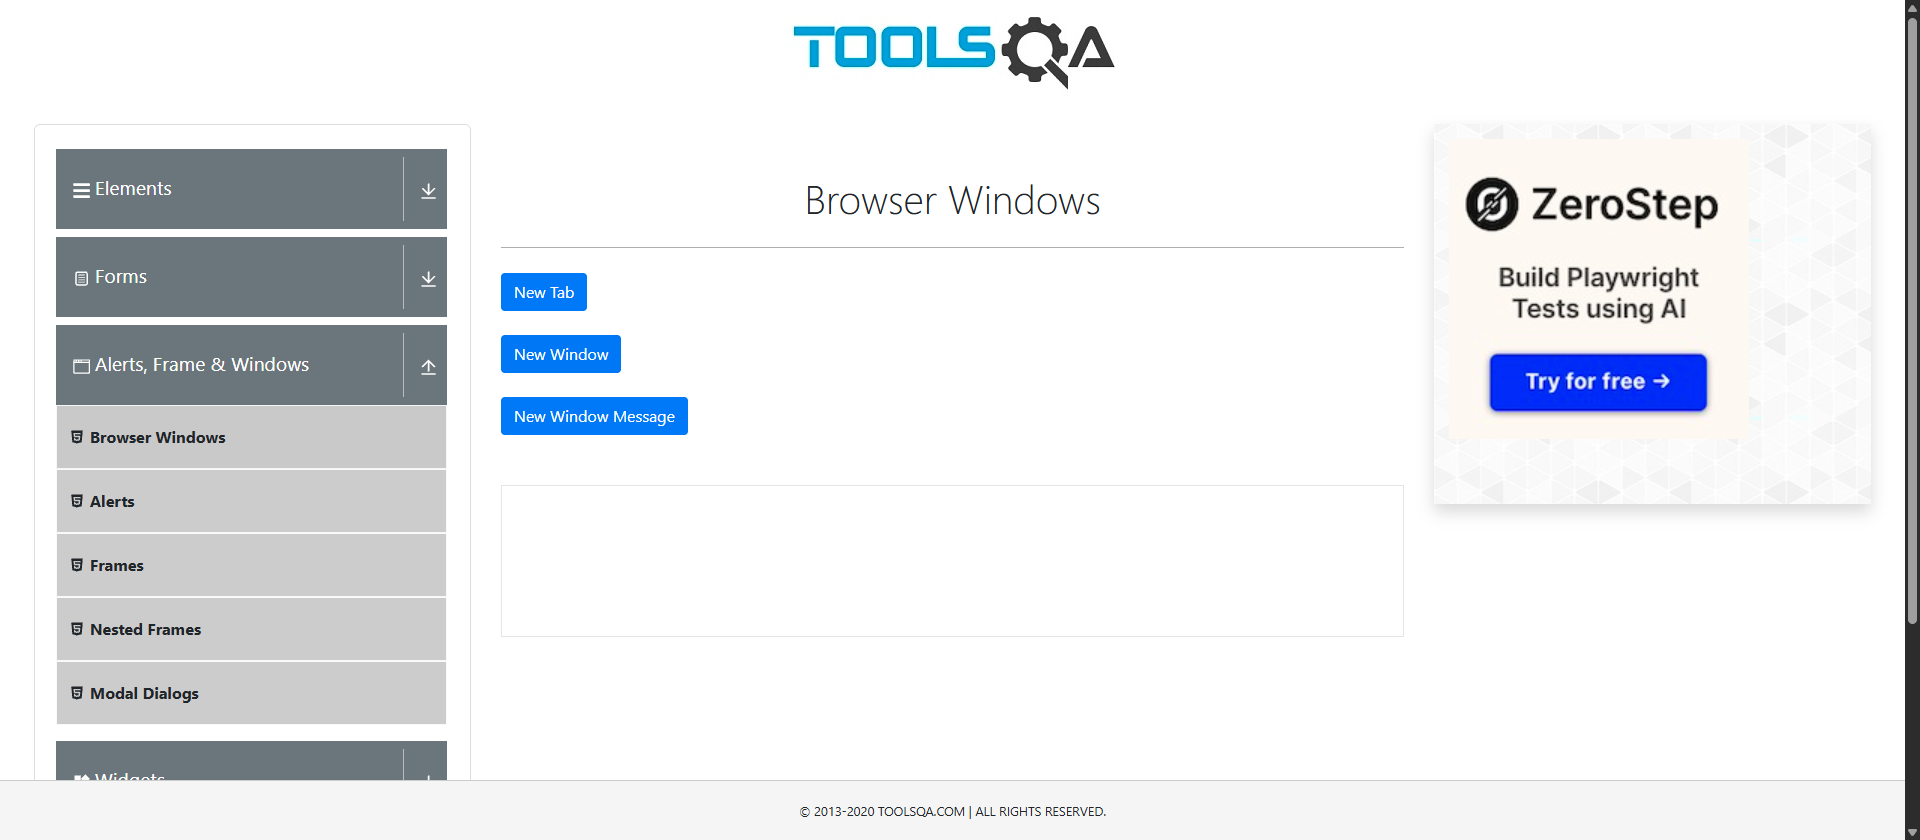 TOOLSQA
Elements
Forms
Alerts, Frame & Windows
Browser Windows
Alerts
Frames
Nested Frames
Modal Dialogs
Widgets
Browser Windows
New Tab
New Window
New Window Message
ZeroStep
Build Playwright
Tests using AI
Try for free →
© 2013-2020 TOOLSQA.COM | ALL RIGHTS RESERVED.